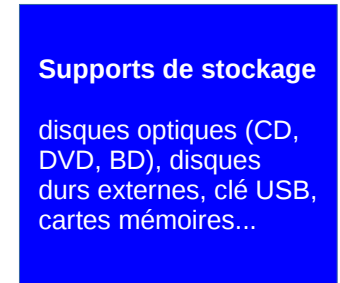 Supports de stockage
disques optiques (CD,
DVD, BD), disques
durs externes, clé USB,
cartes mémoires...